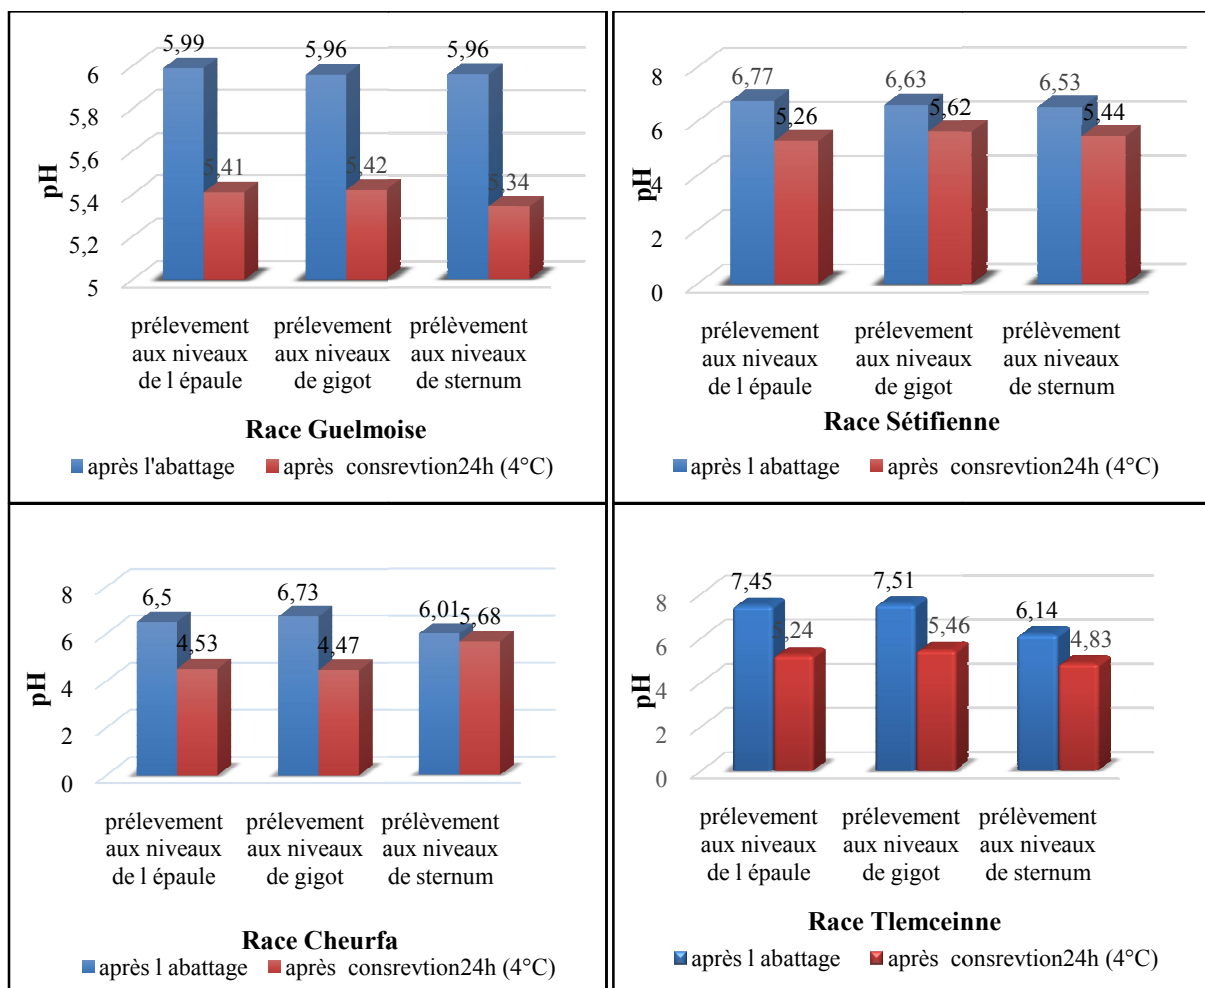 5,99
5,96
5,96
5,41
5,42
5,34
6
5,8
5,6
5,4
5,2
5
pH
prélevement aux niveaux de l épaule
prélevement aux niveaux de gigot
prélèvement aux niveaux de sternum
Race Guelmoise
après l'abattage
après consrevtion24h (4°C)
6,77
6,63
6,53
5,26
5,62
5,44
8
6
4
2
0
pH
prélevement aux niveaux de l épaule
prélevement aux niveaux de gigot
prélèvement aux niveaux de sternum
Race Sétifienne
après l abattage
après consrevtion24h (4°C)
6,5
6,73
6,01
4,53
4,47
5,68
8
6
4
2
0
pH
prélevement aux niveaux de l épaule
prélevement aux niveaux de gigot
prélèvement aux niveaux de sternum
Race Cheurfa
après l abattage
après consrevtion24h (4°C)
7,45
7,51
6,14
5,24
5,46
4,83
8
6
4
2
0
pH
prélevement aux niveaux de l épaule
prélevement aux niveaux de gigot
prélèvement aux niveaux de sternum
Race Tlemceinne
après l abattage
après consrevtion24h (4°C)